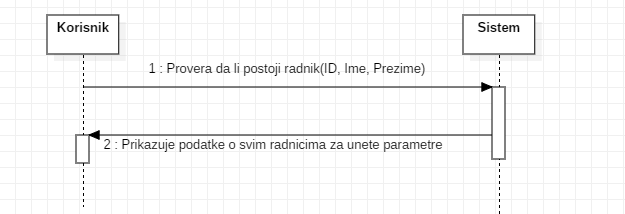 Korisnik
Sistem
1 : Provera da li postoji radnik(ID, Ime, Prezime)
2 : Prikazuje podatke o svim radnicima za unete parametre